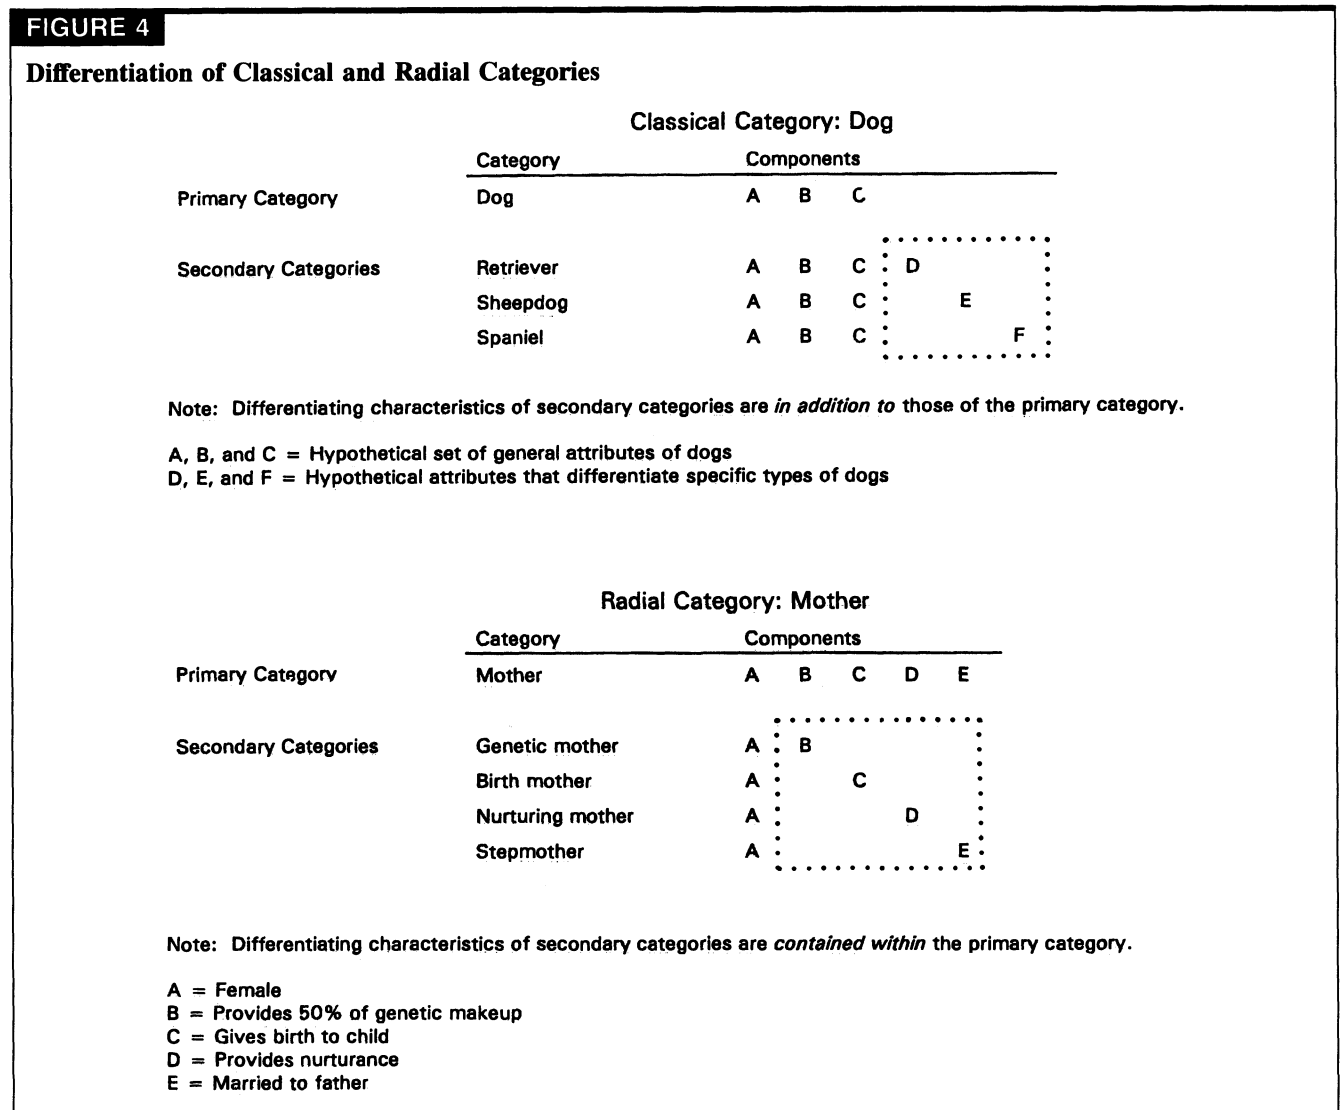 FIGURE 4
Differentiation of Classical and Radial Categories
Classical Category: Dog
Category Components
Primary Category Dog A B C
Secondary Categories Retriever A B C D
Sheepdog A B C E
Spaniel A B C F
Note: Differentiating characteristics of secondary categories are in addition to those of the primary category.
A, B, and C = Hypothetical set of general attributes of dogs
D, E, and F = Hypothetical attributes that differentiate specific types of dogs
Radial Category: Mother
Category Components
Primary Category Mother A B C D E
Secondary Categories Genetic mother A B
Birth mother A C
Nurturing mother A D
Stepmother A E
Note: Differentiating characteristics of secondary categories are contained within the primary category.
A = Female
B = Provides 50% of genetic makeup
C = Gives birth to child
D = Provides nurturance
E = Married to father